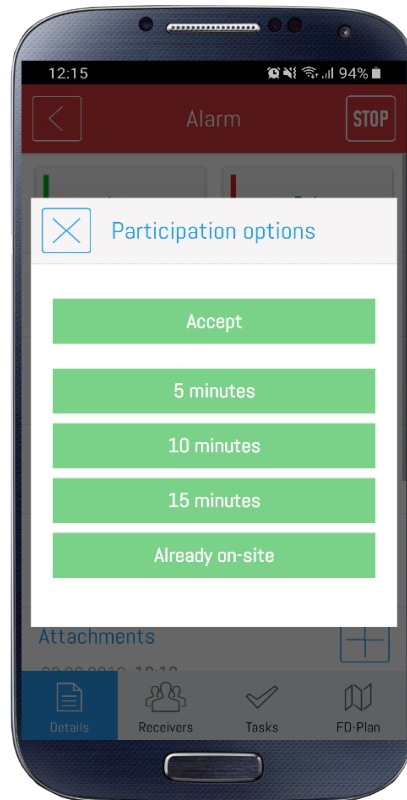 12:15 94%
Alarm STOP
Participation options
Accept
5 minutes
10 minutes
15 minutes
Already on-site
Attachments
Details Receivers Tasks FD-Plan